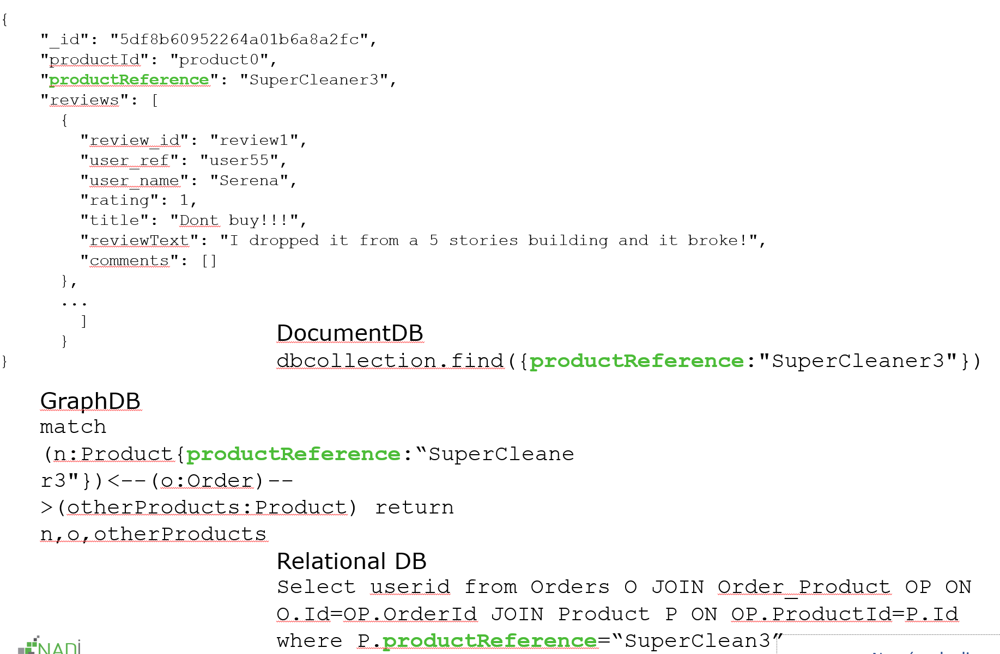 {
"_id": "5df8b60952264a01b6a8a2fc",
"productId": "product0",
"productReference": "SuperCleaner3",
"reviews": [
{
"review_id": "review1",
"user_ref": "user55",
"user_name": "Serena",
"rating": 1,
"title": "Dont buy!!!",
"reviewText": "I dropped it from a 5 stories building and it broke!",
"comments": []
},
...
]
}
}
DocumentDB
dbcollection.find({productReference:"SuperCleaner3"})
GraphDB
match
(n:Product{productReference:“SuperCleane
r3"})<--(o:Order)--
>(otherProducts:Product) return
n,o,otherProducts
Relational DB
Select userid from Orders O JOIN Order_Product OP ON
O.Id=OP.OrderId JOIN Product P ON OP.ProductId=P.Id
where P.productReference=“SuperClean3”
NADi